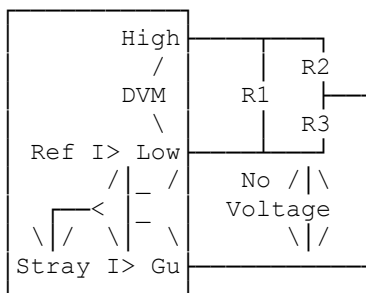 High
R2
DVM R1
R3
Ref I> Low
No
Voltage
Stray I> Gu